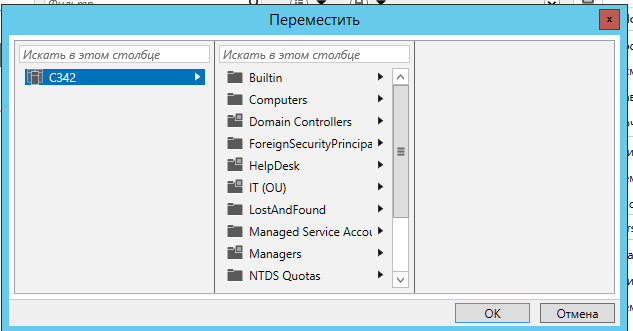 Фильтр
Переместить
x
Искать в этом столбце
Искать в этом столбце
C342
Builtin
Computers
Domain Controllers
ForeignSecurityPrincipa
HelpDesk
IT (OU)
LostAndFound
Managed Service Accou
Managers
NTDS Quotas
OK
Отмена